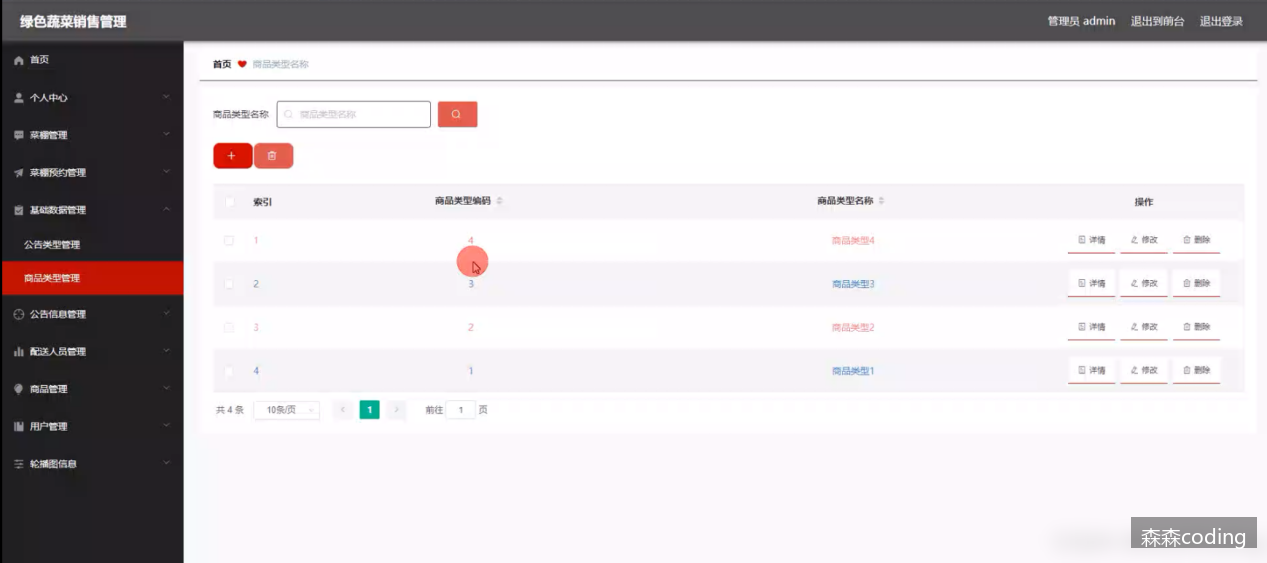 绿色蔬菜销售管理 管理员 admin 退出到前台 退出登录
首页
个人中心
菜棚管理
菜棚预约管理
基础数据管理
公告类型管理
商品类型管理
公告信息管理
配送人员管理
商品管理
用户管理
轮播图信息
首页 商品类型名称
商品类型名称 商品类型名称
索引 商品类型编码 商品类型名称 操作
1 4 商品类型4 详情 修改 删除
2 3 商品类型3 详情 修改 删除
3 2 商品类型2 详情 修改 删除
4 1 商品类型1 详情 修改 删除
共 4 条 10条/页 1 前往 1 页
森森coding